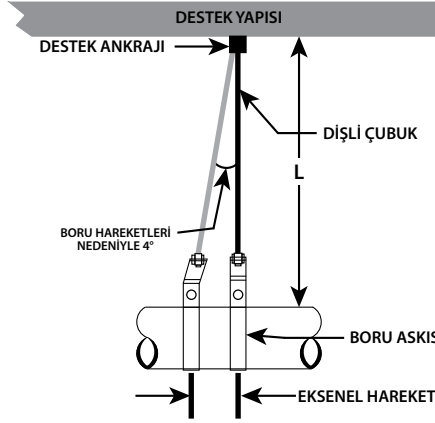 DESTEK YAPISI
DESTEK ANKRAJI
DİŞLİ ÇUBUK
L
BORU HAREKETLERİ
NEDENİYLE 4°
BORU ASKIS
EKSENEL HAREKET